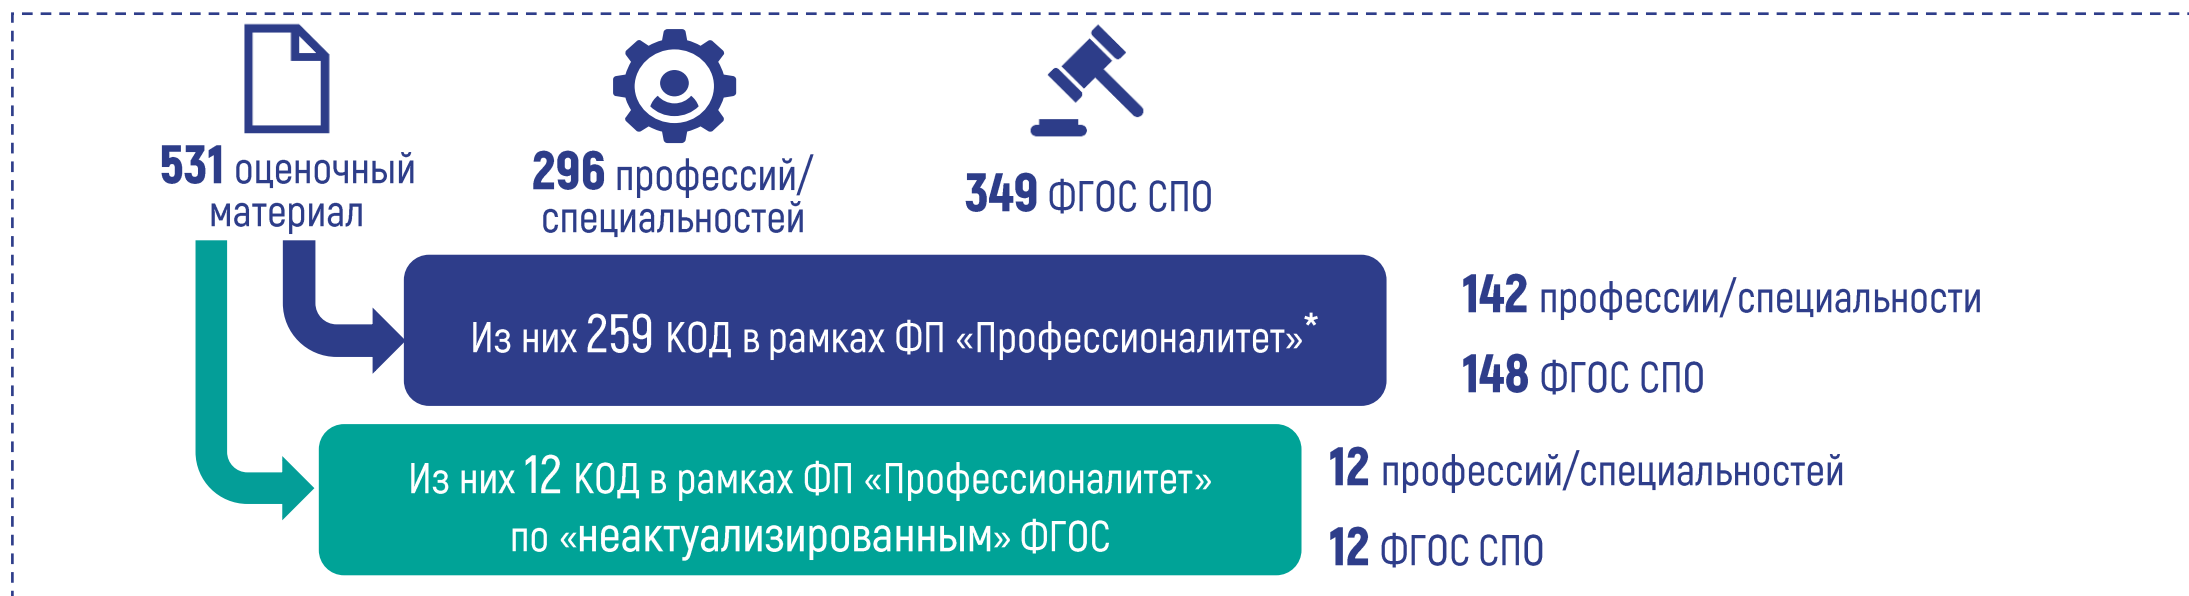 531 оценочный
материал
296 профессий/
специальностей
349 ФГОС СПО
Из них 259 КОД в рамках ФП «Профессионалитет»*
142 профессии/специальности
148 ФГОС СПО
Из них 12 КОД в рамках ФП «Профессионалитет»
по «неактуализированным» ФГОС
12 профессий/специальностей
12 ФГОС СПО